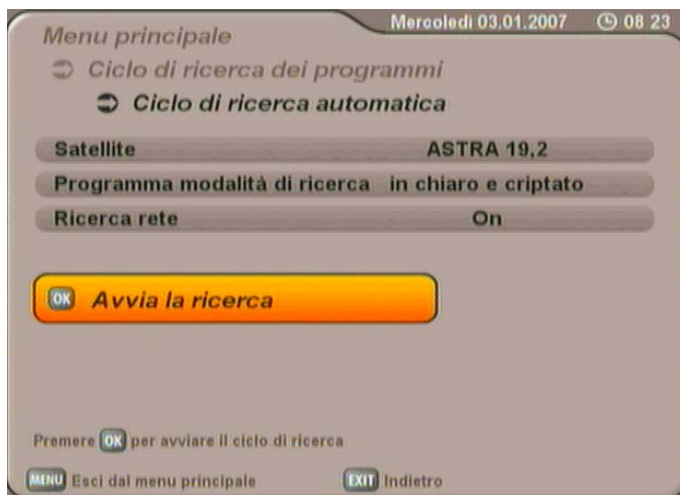 Mercoledì 03.01.2007 08 23
Menu principale
Ciclo di ricerca dei programmi
Ciclo di ricerca automatica
Satellite ASTRA 19,2
Programma modalità di ricerca in chiaro e criptato
Ricerca rete On
OK Avvia la ricerca
Premere OK per avviare il ciclo di ricerca
MENU Esci dal menu principale EXIT Indietro